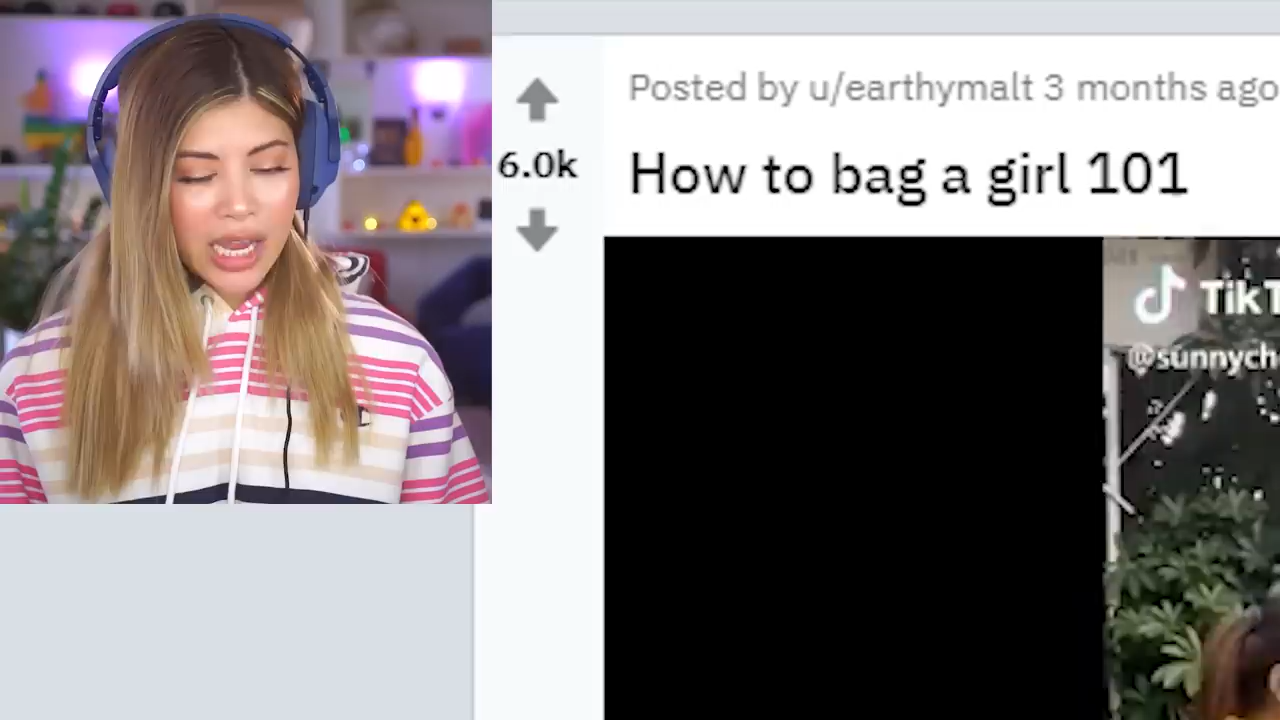 Posted by u/earthymalt 3 months ago
6.0k
How to bag a girl 101
TikT
@sunnych